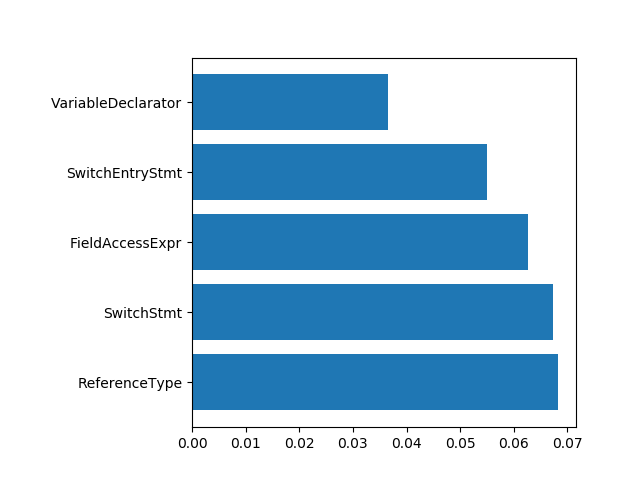 VariableDeclarator
SwitchEntryStmt
FieldAccessExpr
SwitchStmt
ReferenceType
0.00 0.01 0.02 0.03 0.04 0.05 0.06 0.07